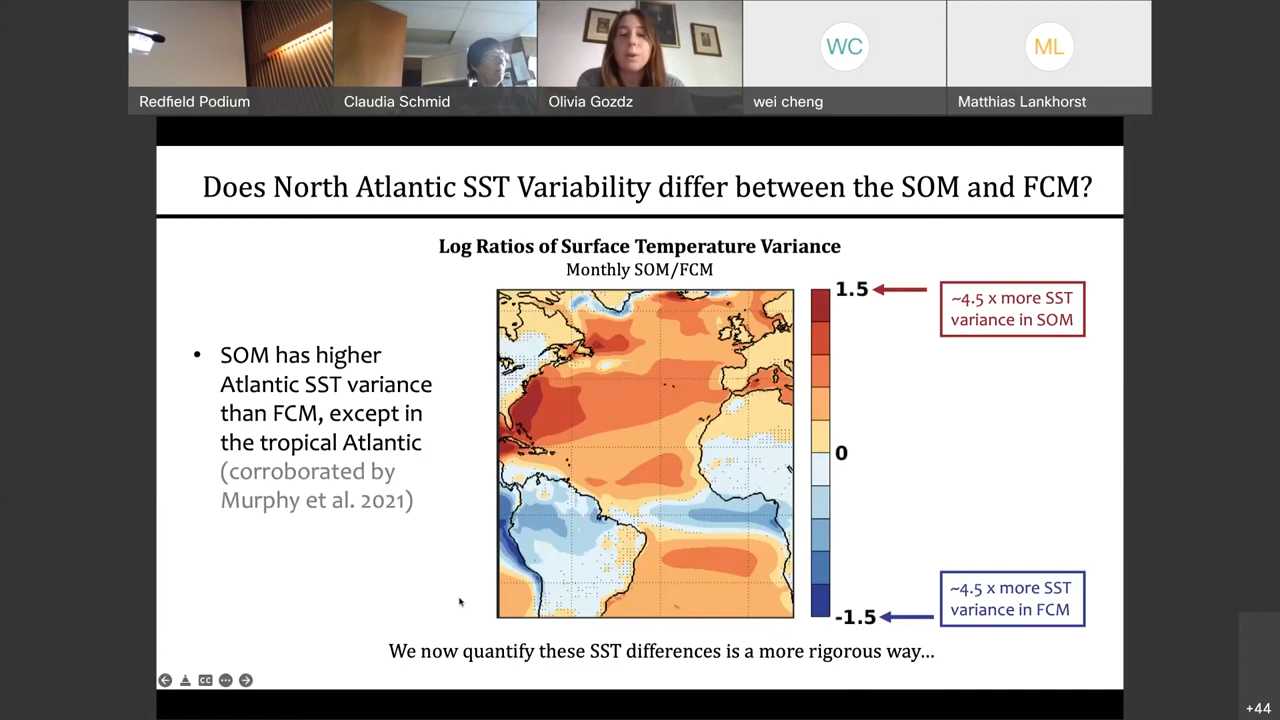 WC
ML
Redfield Podium
Claudia Schmid
Olivia Gozdz
wei cheng
Matthias Lankhorst
Does North Atlantic SST Variability differ between the SOM and FCM?
Log Ratios of Surface Temperature Variance
Monthly SOM/FCM
• SOM has higher
Atlantic SST variance
than FCM, except in
the tropical Atlantic
(corroborated by
Murphy et al. 2021)
1.5
0
-1.5
~4.5 x more SST
variance in SOM
~4.5 x more SST
variance in FCM
We now quantify these SST differences is a more rigorous way...
CC
+44